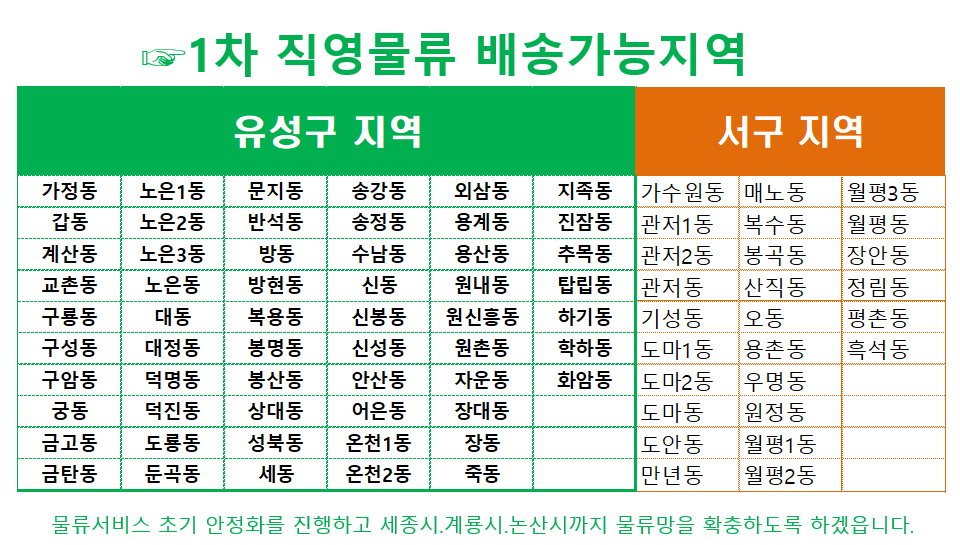 ☞1차 직영물류 배송가능지역
유성구 지역 서구 지역
가정동 노은1동 문지동 송강동 외삼동 지족동 가수원동 매노동 월평3동
갑동 노은2동 반석동 송정동 용계동 진잠동 관저1동 복수동 월평동
계산동 노은3동 방동 수남동 용산동 추목동 관저2동 봉곡동 장안동
교촌동 노은동 방현동 신동 원내동 탑립동 관저동 산직동 정림동
구룡동 대동 복용동 신봉동 원신흥동 하기동 기성동 오동 평촌동
구성동 대정동 봉명동 신성동 원촌동 학하동 도마1동 용촌동 흑석동
구암동 덕명동 봉산동 안산동 자운동 화암동 도마2동 우명동
궁동 덕진동 상대동 어은동 장대동 도마동 원정동
금고동 도룡동 성북동 온천1동 장동 도안동 월평1동
금탄동 둔곡동 세동 온천2동 죽동 만년동 월평2동
물류서비스 초기 안정화를 진행하고 세종시.계룡시.논산시까지 물류망을 확충하도록 하겠읍니다.